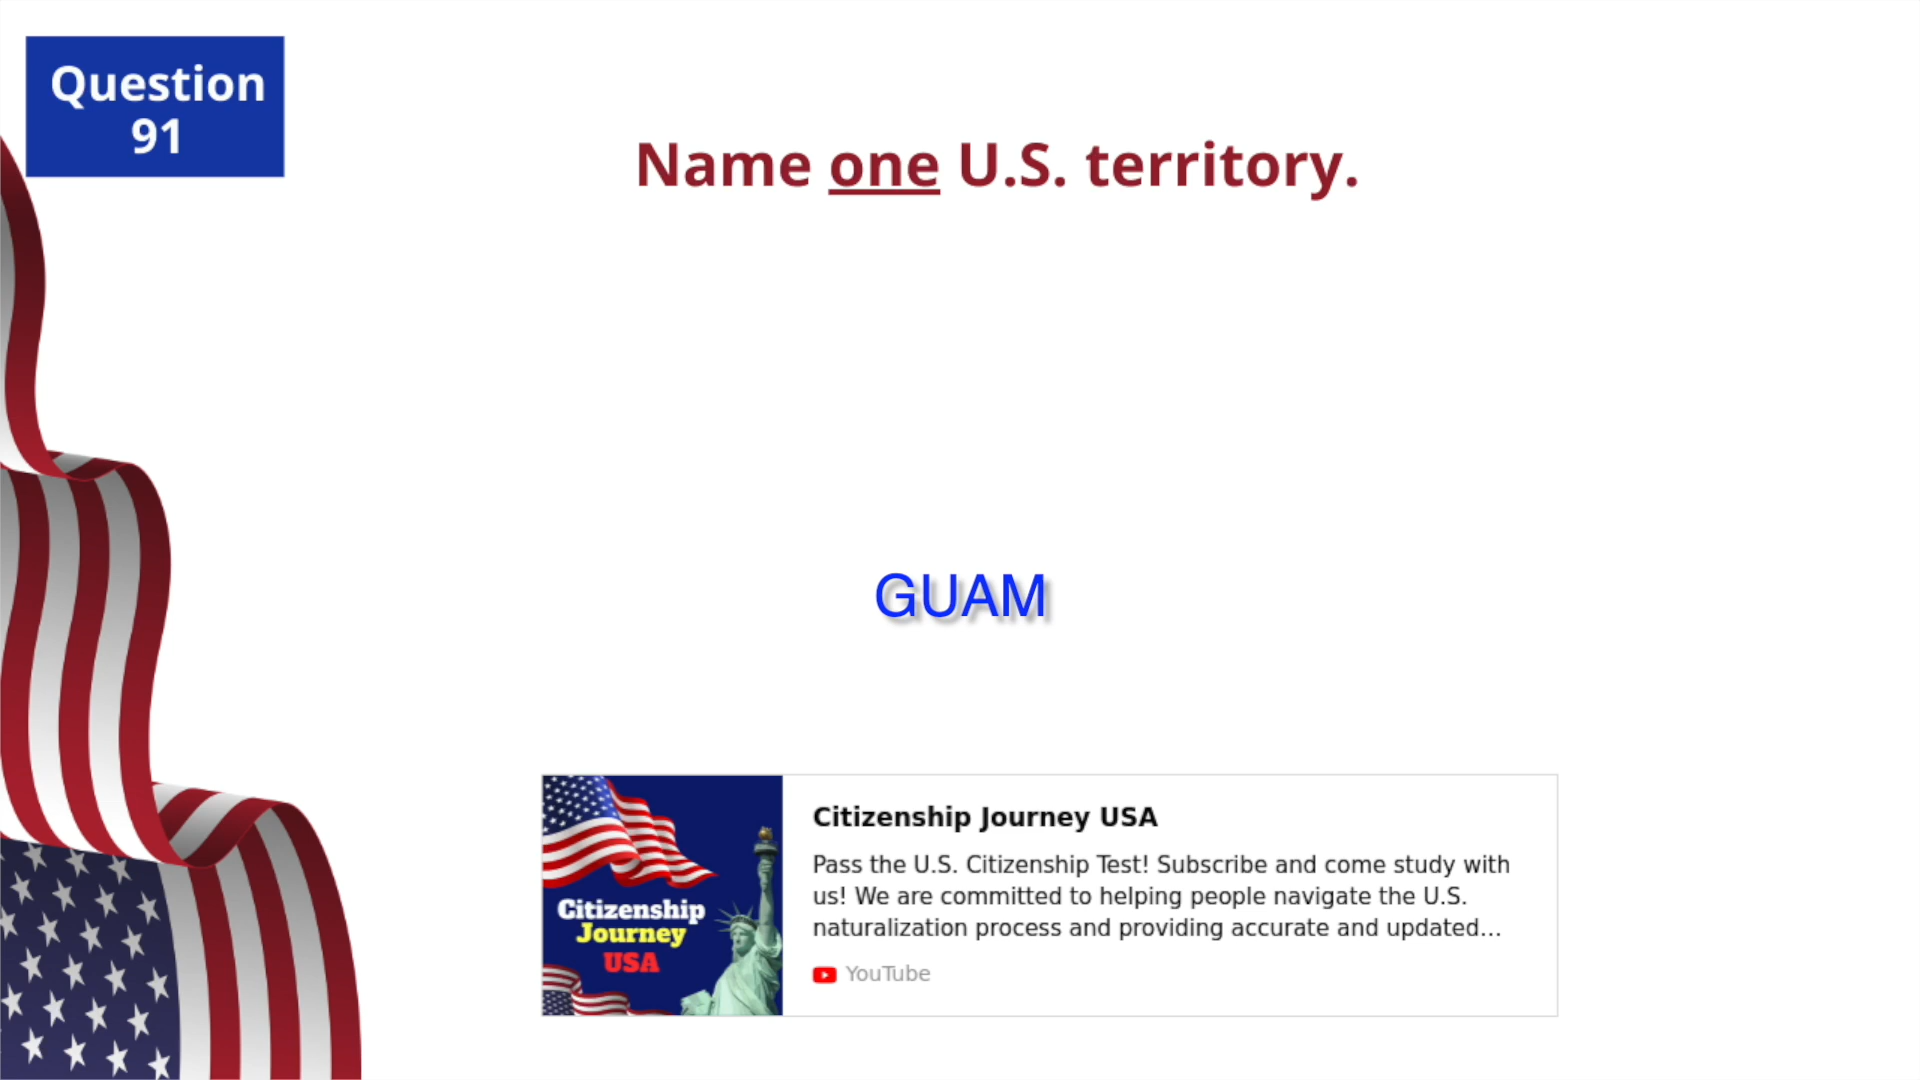 Question
91
Name one U.S. territory.
GUAM
Citizenship
Journey
USA
Citizenship Journey USA
Pass the U.S. Citizenship Test! Subscribe and come study with
us! We are committed to helping people navigate the U.S.
naturalization process and providing accurate and updated...
YouTube